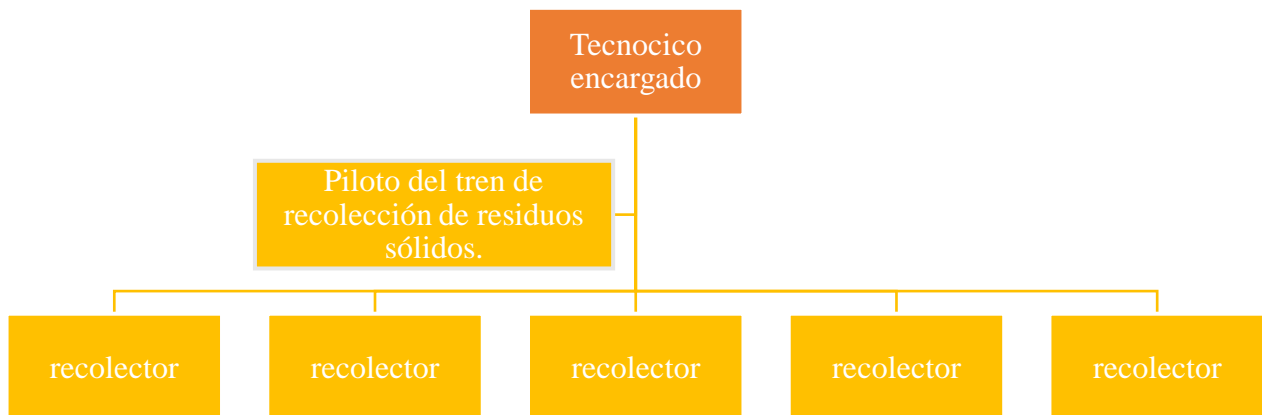 Tecnocico
encargado
Piloto del tren de
recolección de residuos
sólidos.
recolector
recolector
recolector
recolector
recolector